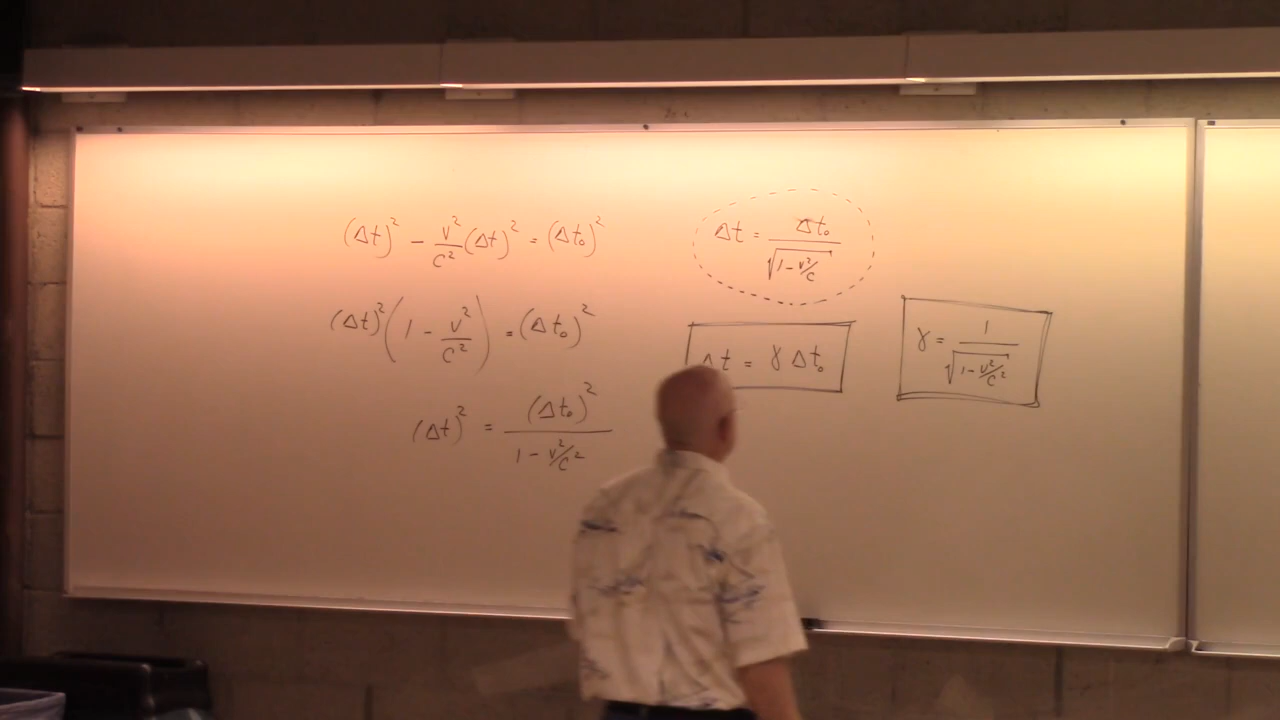 (Δt)² - v²/c² (Δt)² = (Δt₀)²
(Δt)² (1 - v²/c²) = (Δt₀)²
(Δt)² = (Δt₀)² / 1 - v²/c²
Δt = Δt₀ / √1 - v²/c
Δt = γ Δt₀
γ = 1 / √1 - v²/c²